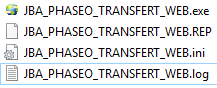 JBA_PHASEO_TRANSFERT_WEB.exe
JBA_PHASEO_TRANSFERT_WEB.REP
JBA_PHASEO_TRANSFERT_WEB.ini
JBA_PHASEO_TRANSFERT_WEB.log